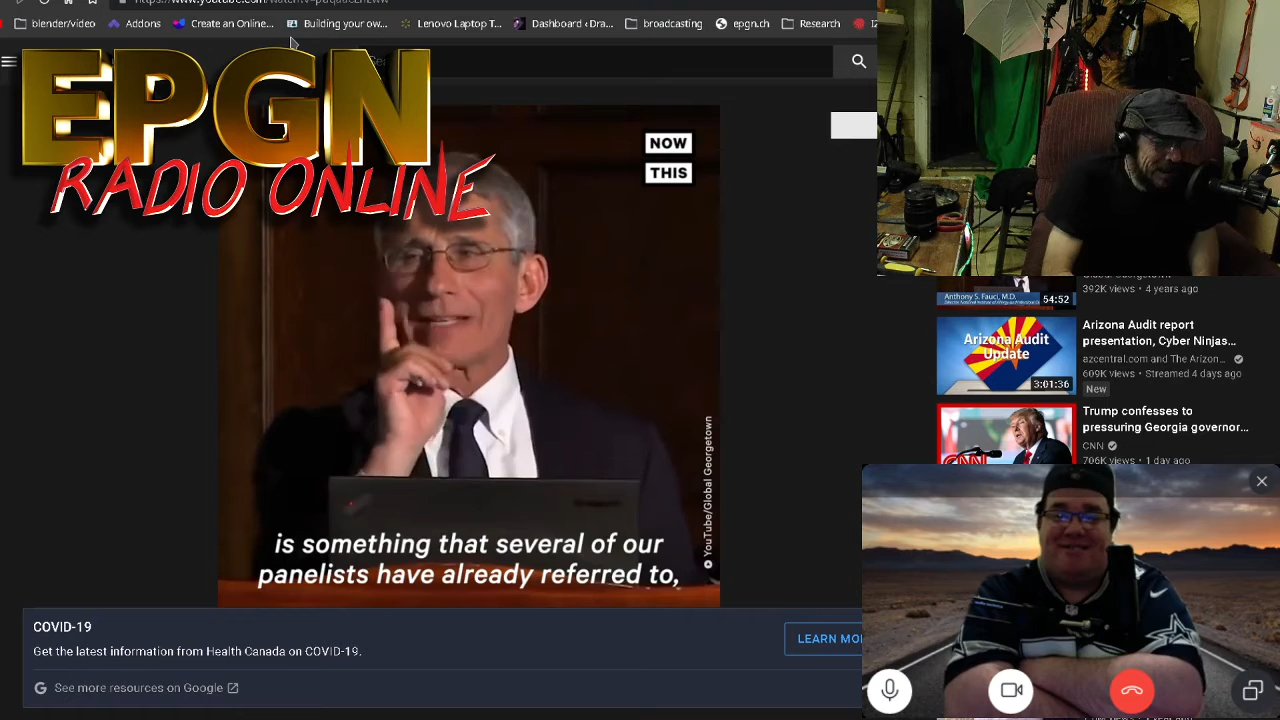 blender/video
Addons
Create an Online...
Building your ow...
Lenovo Laptop T...
Dashboard ‹ Dra...
broadcasting
epgn.ch
Research
EPGN
RADIO ONLINE
NOW
THIS
YouTube/Global Georgetown
is something that several of our
panelists have already referred to,
COVID-19
Get the latest information from Health Canada on COVID-19.
See more resources on Google
LEARN MO
Anthony S. Fauci, M.D.
54:52
392K views • 4 years ago
Arizona Audit
Update
3:01:36
Arizona Audit report
presentation, Cyber Ninjas...
azcentral.com and The Arizon...
609K views • Streamed 4 days ago
New
Trump confesses to
pressuring Georgia governor...
CNN
706K views • 1 day ago